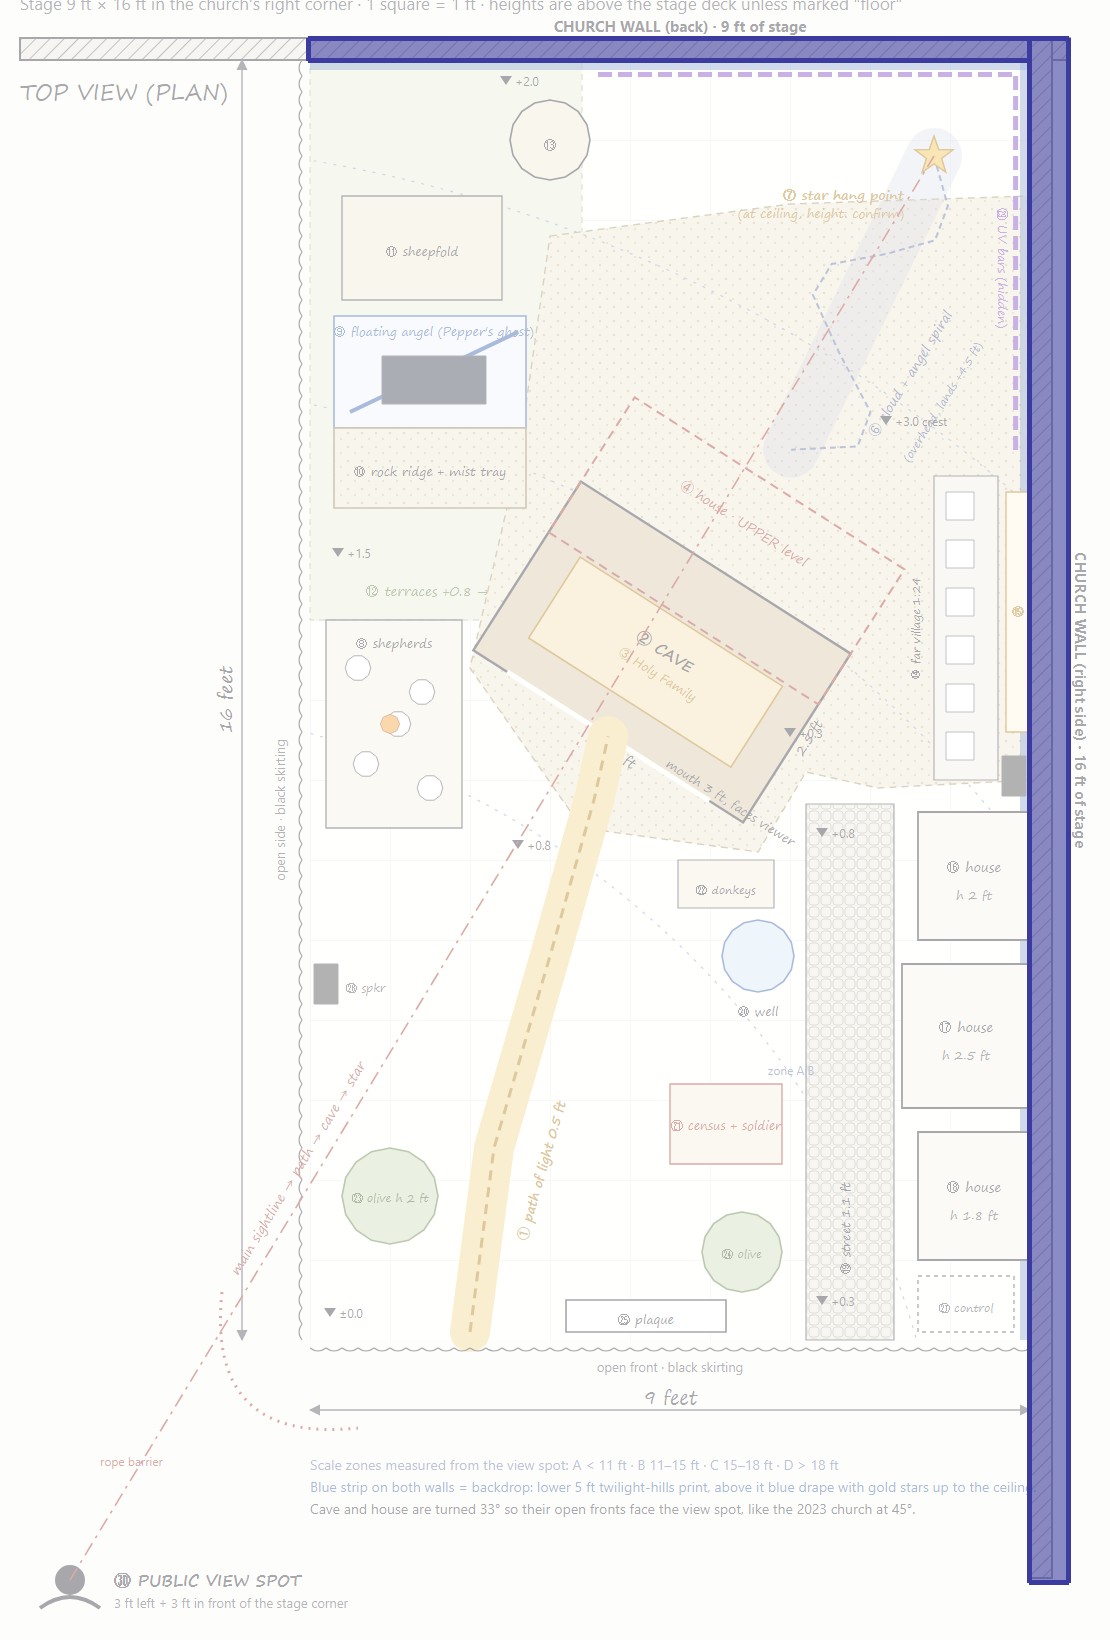 Stage 9 ft × 16 ft in the church's right corner · 1 square = 1 ft · heights are above the stage deck unless marked "floor"
CHURCH WALL (back) · 9 ft of stage
TOP VIEW (PLAN)
+2.0
⑬
⑦ star hang point
(at ceiling, height: confirm)
⑪ sheepfold
UV bars (hidden)
⑨ floating angel (Pepper's ghost)
⑥ cloud + angel spiral
(overhead, lands +4.5 ft)
+3.0 crest
⑩ rock ridge + mist tray
④ house · UPPER level
+1.5
⑫ terraces +0.8 →
⑭ far village 1:24
⑮
CHURCH WALL (right side) · 16 ft of stage
⑧ shepherds
② CAVE
③ Holy Family
16 feet
open side · black skirting
+0.3
2.5 ft
ft
mouth 3 ft, faces viewer
+0.8
+0.8
⑯ house
h 2 ft
㉒ donkeys
㉖ spkr
⑳ well
⑰ house
h 2.5 ft
zone A/B
main sightline → path → cave → star
① path of light 0.5 ft
㉑ census + soldier
㉓ olive h 2 ft
⑱ house
h 1.8 ft
㉔ olive
⑲ street 1.1 ft
±0.0
㉕ plaque
+0.3
㉗ control
open front · black skirting
9 feet
rope barrier
Scale zones measured from the view spot: A < 11 ft · B 11–15 ft · C 15–18 ft · D > 18 ft
Blue strip on both walls = backdrop: lower 5 ft twilight-hills print, above it blue drape with gold stars up to the ceiling
Cave and house are turned 33° so their open fronts face the view spot, like the 2023 church at 45°.
㉚ PUBLIC VIEW SPOT
3 ft left + 3 ft in front of the stage corner